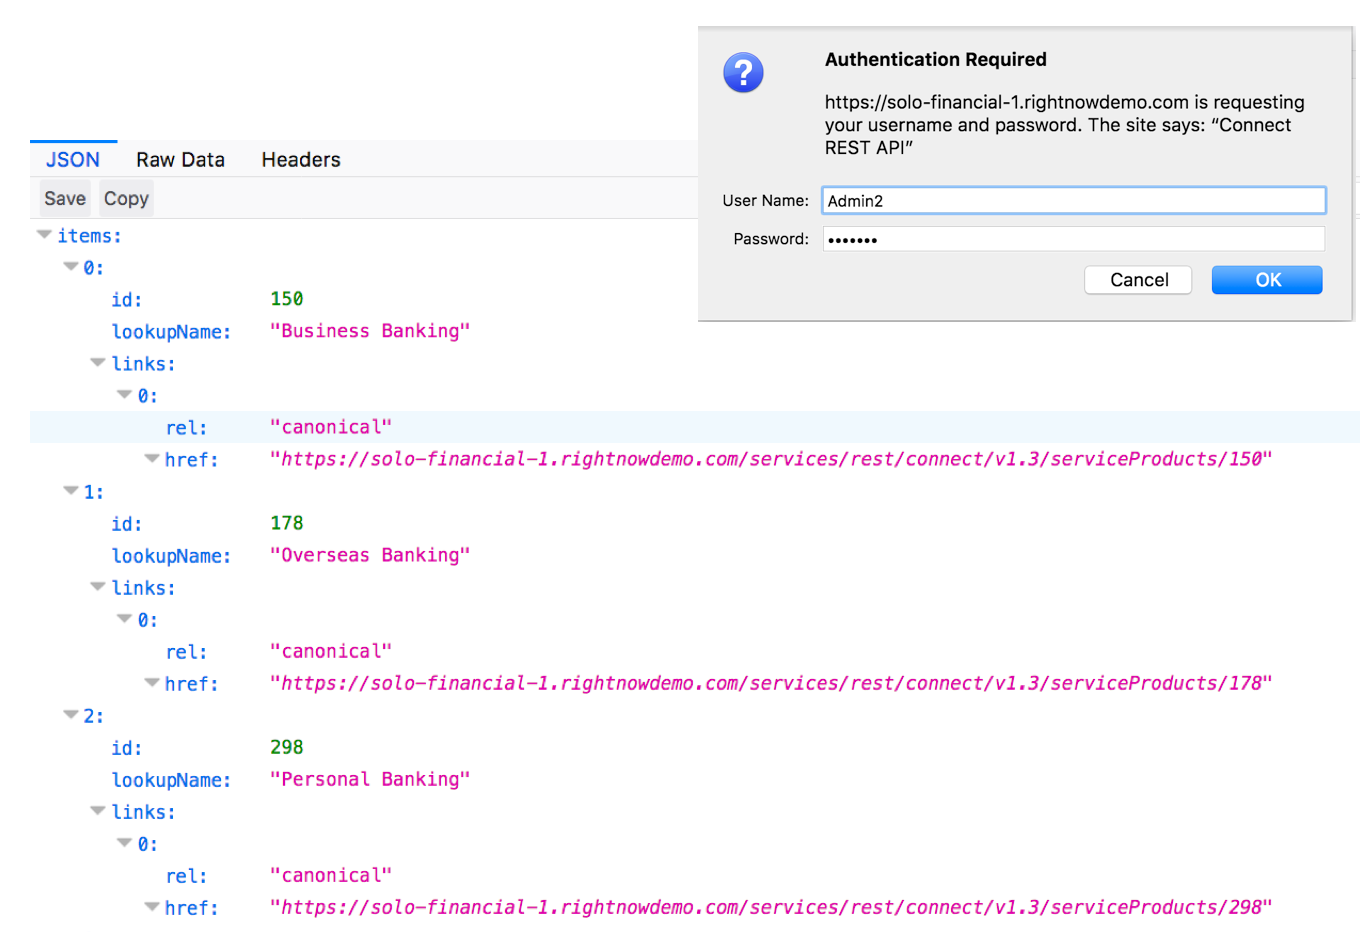 Authentication Required
https://solo-financial-1.rightnowdemo.com is requesting
your username and password. The site says: “Connect
REST API”
User Name: Admin2
Password: •••••••
Cancel OK
JSON Raw Data Headers
Save Copy
items:
0:
id: 150
lookupName: "Business Banking"
links:
0:
rel: "canonical"
href: "https://solo-financial-1.rightnowdemo.com/services/rest/connect/v1.3/serviceProducts/150"
1:
id: 178
lookupName: "Overseas Banking"
links:
0:
rel: "canonical"
href: "https://solo-financial-1.rightnowdemo.com/services/rest/connect/v1.3/serviceProducts/178"
2:
id: 298
lookupName: "Personal Banking"
links:
0:
rel: "canonical"
href: "https://solo-financial-1.rightnowdemo.com/services/rest/connect/v1.3/serviceProducts/298"